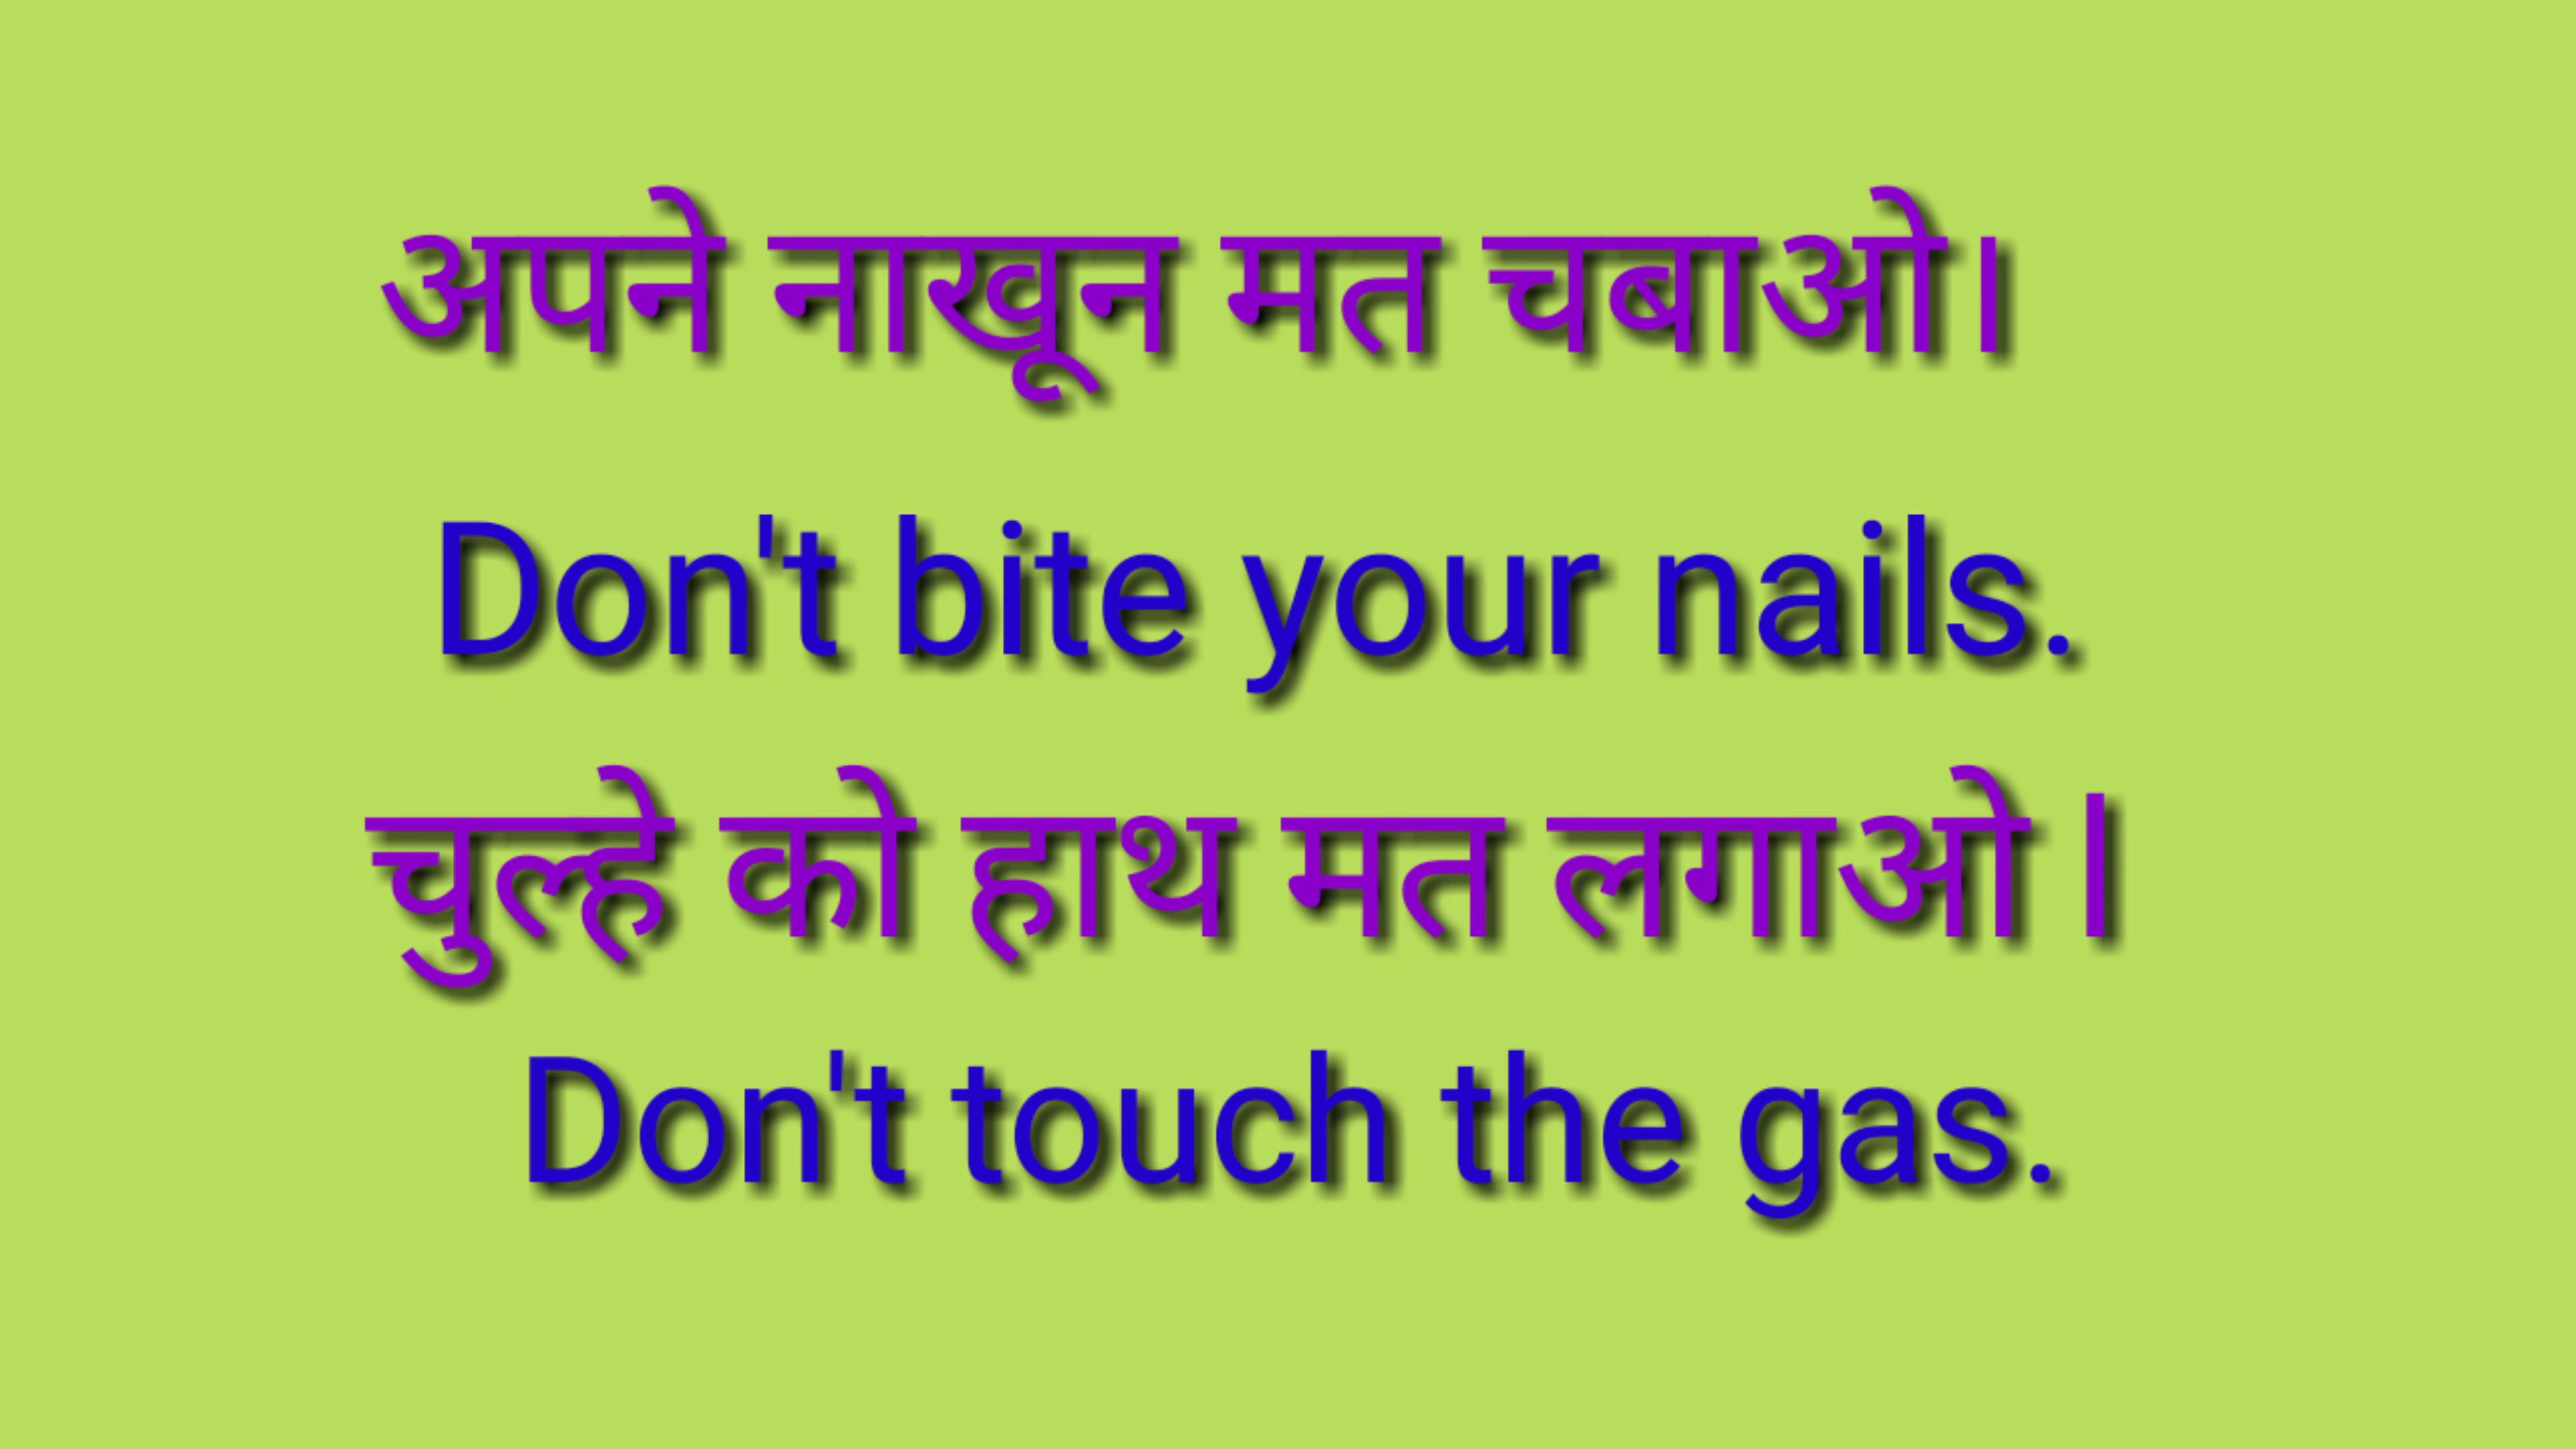 अपने नाखून मत चबाओ।
Don't bite your nails.
चुल्हे को हाथ मत लगाओ।
Don't touch the gas.